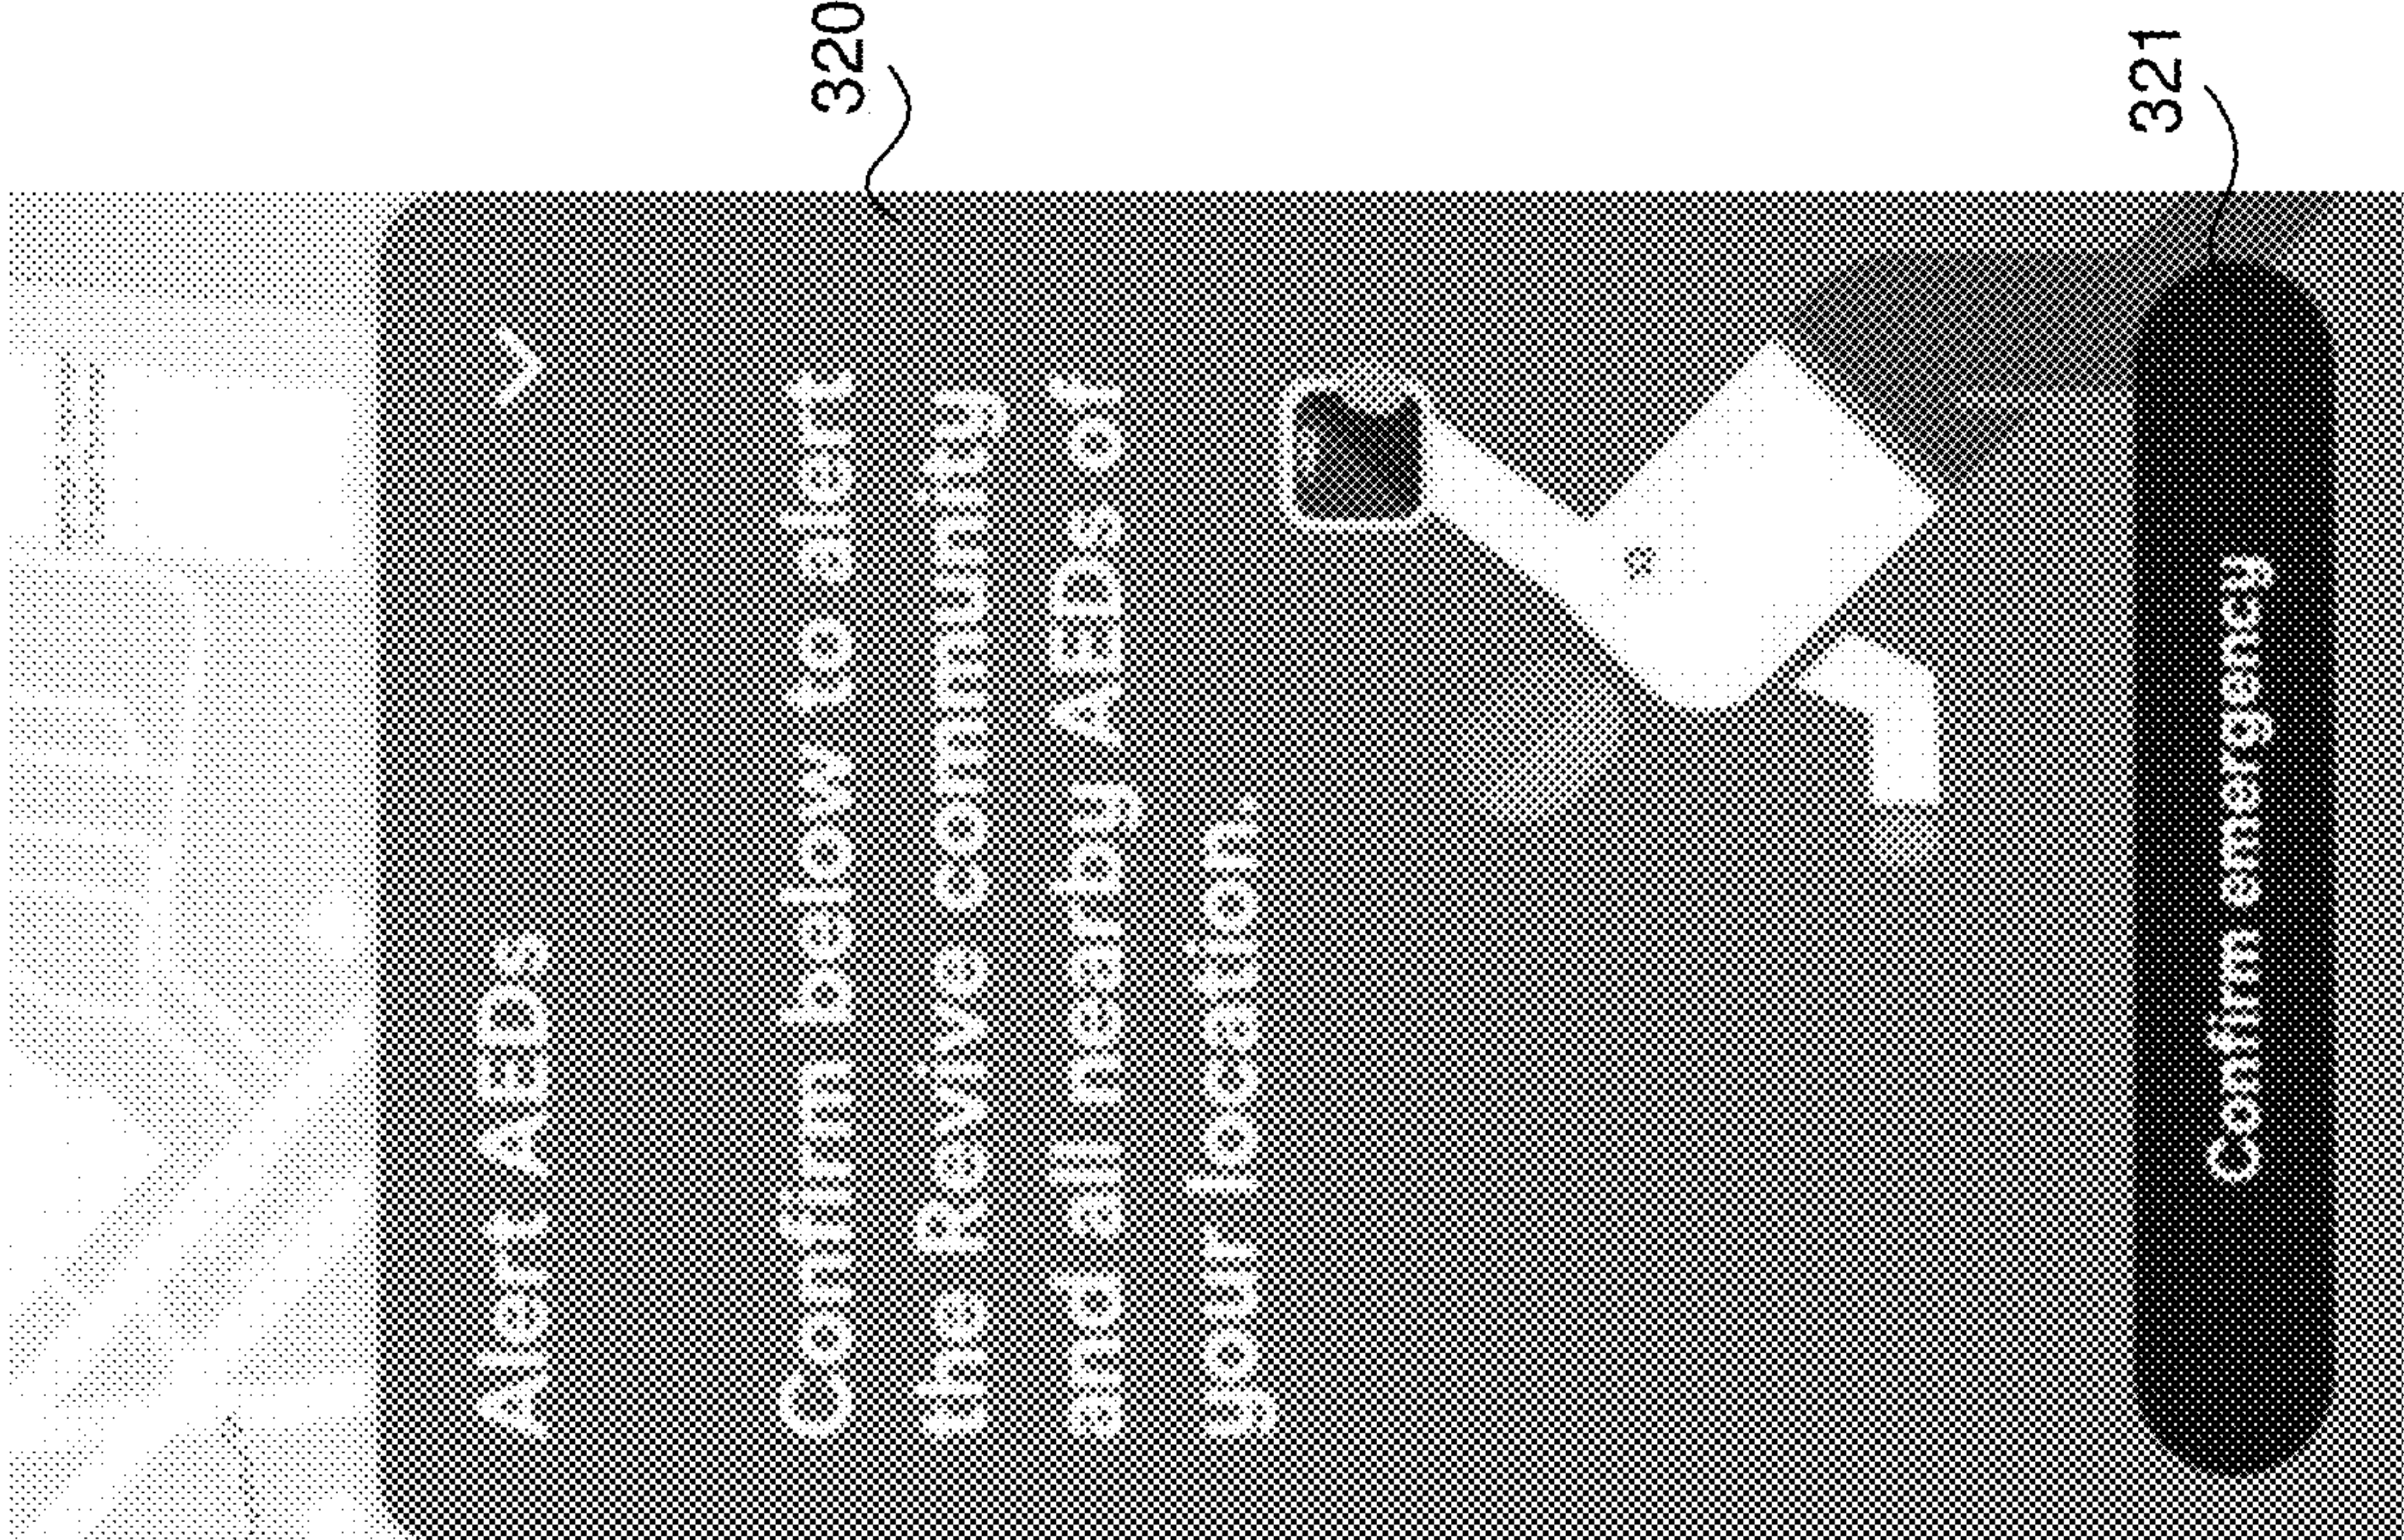 Alert AEDs
320
Confirm below to alert
the Revive community
and all nearby AEDs of
your location.
321
Confirm emergency